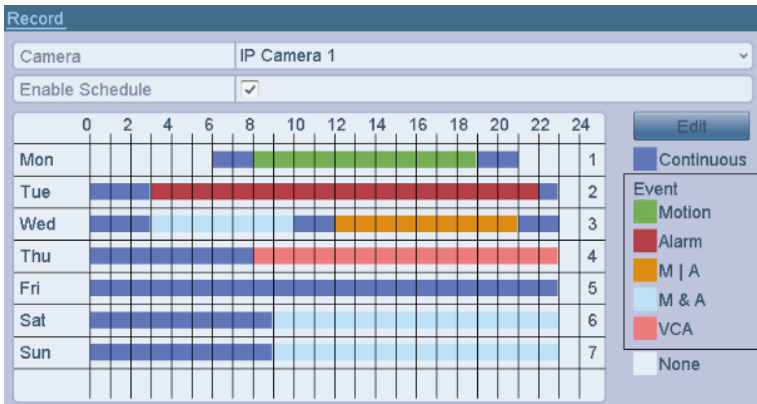 Record
Camera IP Camera 1
Enable Schedule
0 2 4 6 8 10 12 14 16 18 20 22 24
Edit
Mon 1
Continuous
Tue 2
Event
Motion
Wed 3
Alarm
Thu 4
M | A
Fri 5
M & A
Sat 6
VCA
Sun 7
None